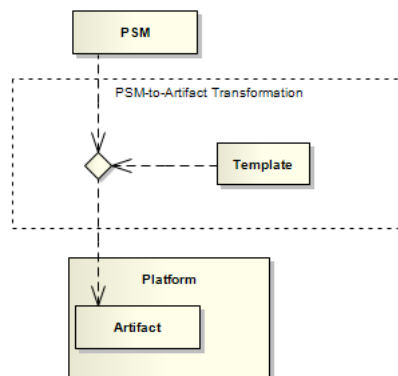 PSM
PSM-to-Artifact Transformation
Template
Platform
Artifact